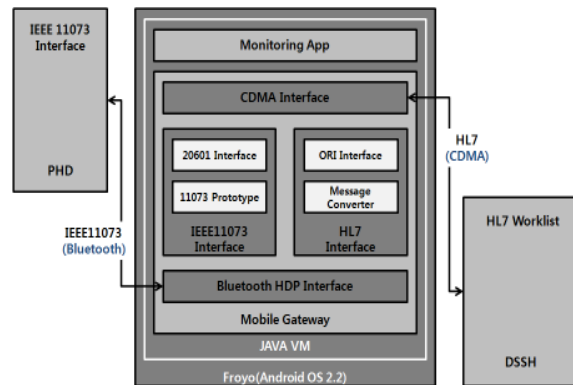 IEEE 11073
Interface
PHD
IEEE11073
(Bluetooth)
Monitoring App
CDMA Interface
20601 Interface
11073 Prototype
IEEE11073
Interface
ORI Interface
Message
Converter
HL7
Interface
Bluetooth HDP Interface
Mobile Gateway
JAVA VM
Froyo(Android OS 2.2)
HL7
(CDMA)
HL7 Worklist
DSSH